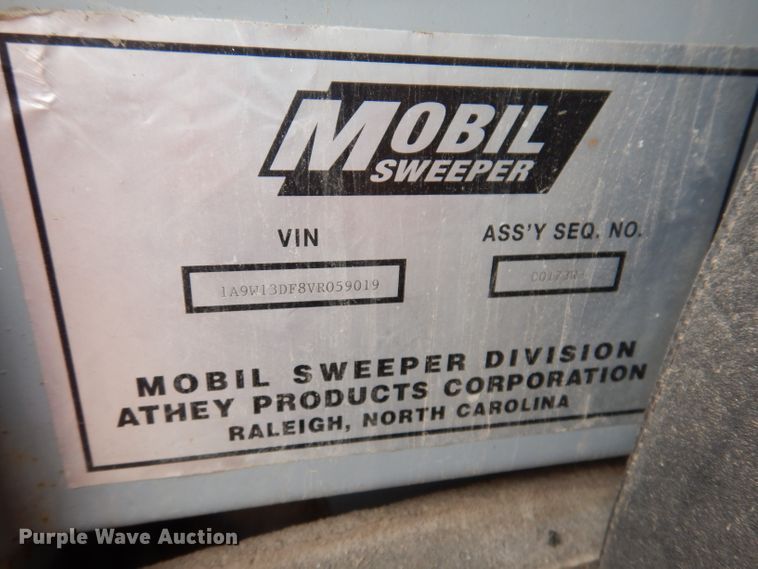 MOBIL
SWEEPER
VIN
ASS'Y SEQ. NO.
1A9W13DF8VR059019
MOBIL SWEEPER DIVISION
ATHEY PRODUCTS CORPORATION
RALEIGH, NORTH CAROLINA
Purple Wave Auction